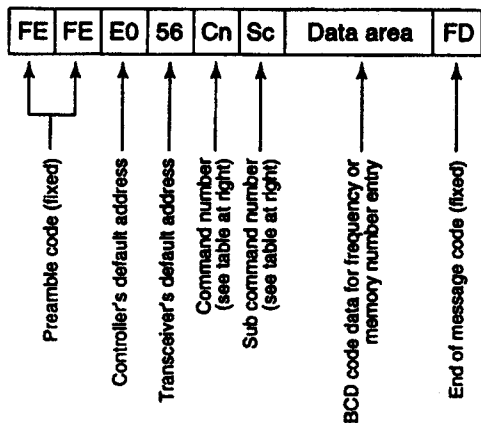 FE FE E0 56 Cn Sc Data area FD
Preamble code (fixed)
Controller's default address
Transceiver's default address
Command number
(see table at right)
Sub command number
(see table at right)
BCD code data for frequency or
memory number entry
End of message code (fixed)